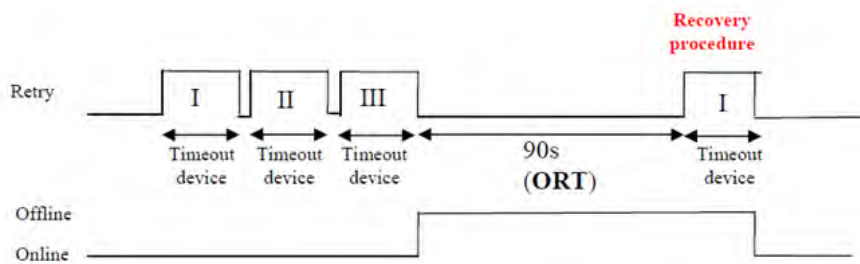 Recovery
procedure
Retry
I
II
III
I
Timeout
device
Timeout
device
Timeout
device
90s
(ORT)
Timeout
device
Offline
Online